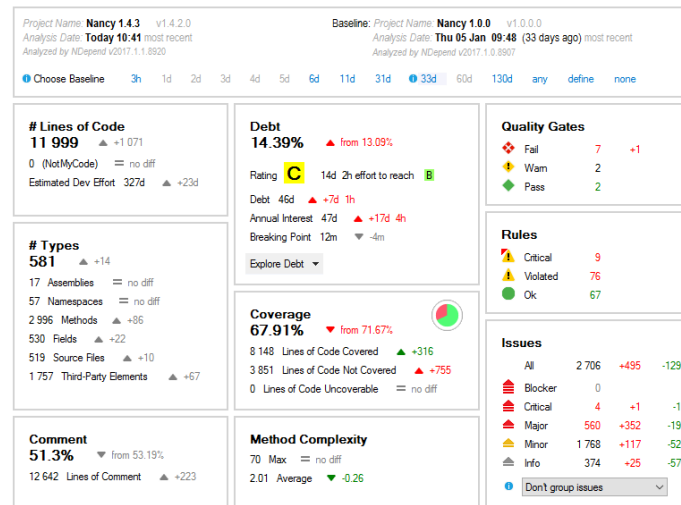 Project Name: Nancy 1.4.3 v1.4.2.0
Analysis Date: Today 10:41 most recent
Analyzed by NDepend v2017.1.1.8920
Baseline: Project Name: Nancy 1.0.0 v1.0.0.0
Analysis Date: Thu 05 Jan 09:48 (33 days ago) most recent
Analyzed by NDepend v2017.1.0.8907
Choose Baseline 3h 1d 2d 3d 4d 5d 6d 11d 31d 33d 60d 130d any define none
# Lines of Code
11 999 +1 071
0 (NotMyCode) no diff
Estimated Dev Effort 327d +23d
# Types
581 +14
17 Assemblies no diff
57 Namespaces no diff
2 996 Methods +86
530 Fields +22
519 Source Files +10
1 757 Third-Party Elements +67
Comment
51.3% from 53.19%
12 642 Lines of Comment +223
Debt
14.39% from 13.09%
Rating C 14d 2h effort to reach B
Debt 46d +7d 1h
Annual Interest 47d +17d 4h
Breaking Point 12m -4m
Explore Debt
Coverage
67.91% from 71.67%
8 148 Lines of Code Covered +316
3 851 Lines of Code Not Covered +755
0 Lines of Code Uncoverable no diff
Method Complexity
70 Max no diff
2.01 Average -0.26
Quality Gates
Fail 7 +1
Warn 2
Pass 2
Rules
Critical 9
Violated 76
Ok 67
Issues
All 2 706 +495 -129
Blocker 0
Critical 4 +1 -1
Major 560 +352 -19
Minor 1 768 +117 -52
Info 374 +25 -57
Don't group issues